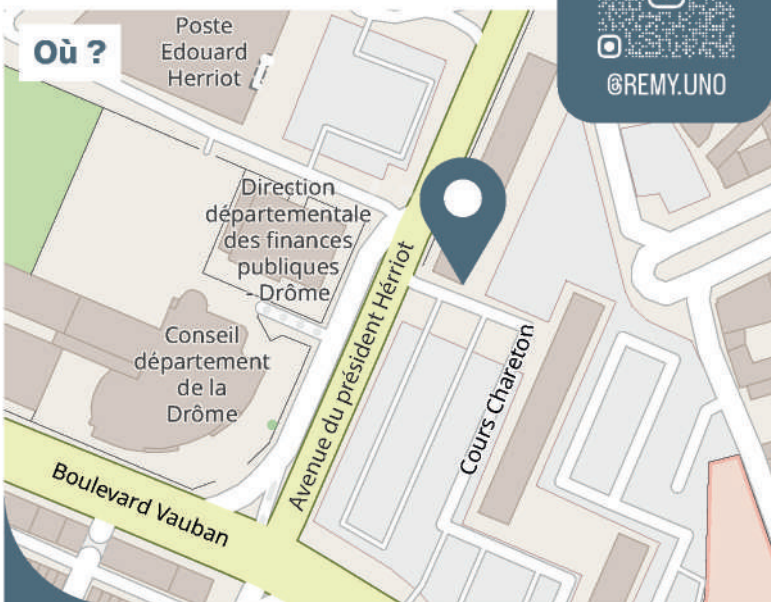 Où ?
Poste
Edouard
Herriot
@REMY.UNO
Direction
départementale
des finances
publiques
- Drôme
Conseil
département
de la
Drôme
Avenue du président Hérriot
Cours Chareton
Boulevard Vauban